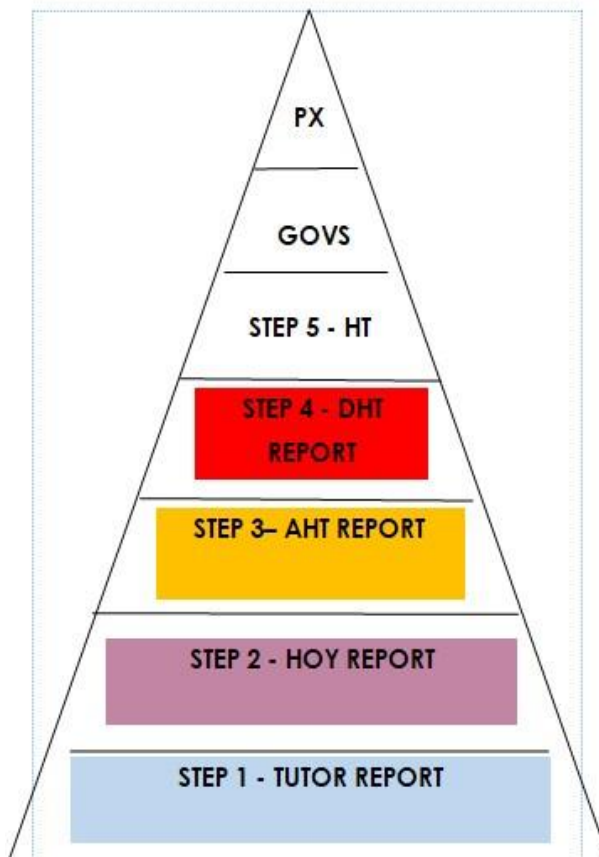 PX
GOVS
STEP 5 - HT
STEP 4 - DHT
REPORT
STEP 3– AHT REPORT
STEP 2 - HOY REPORT
STEP 1 - TUTOR REPORT